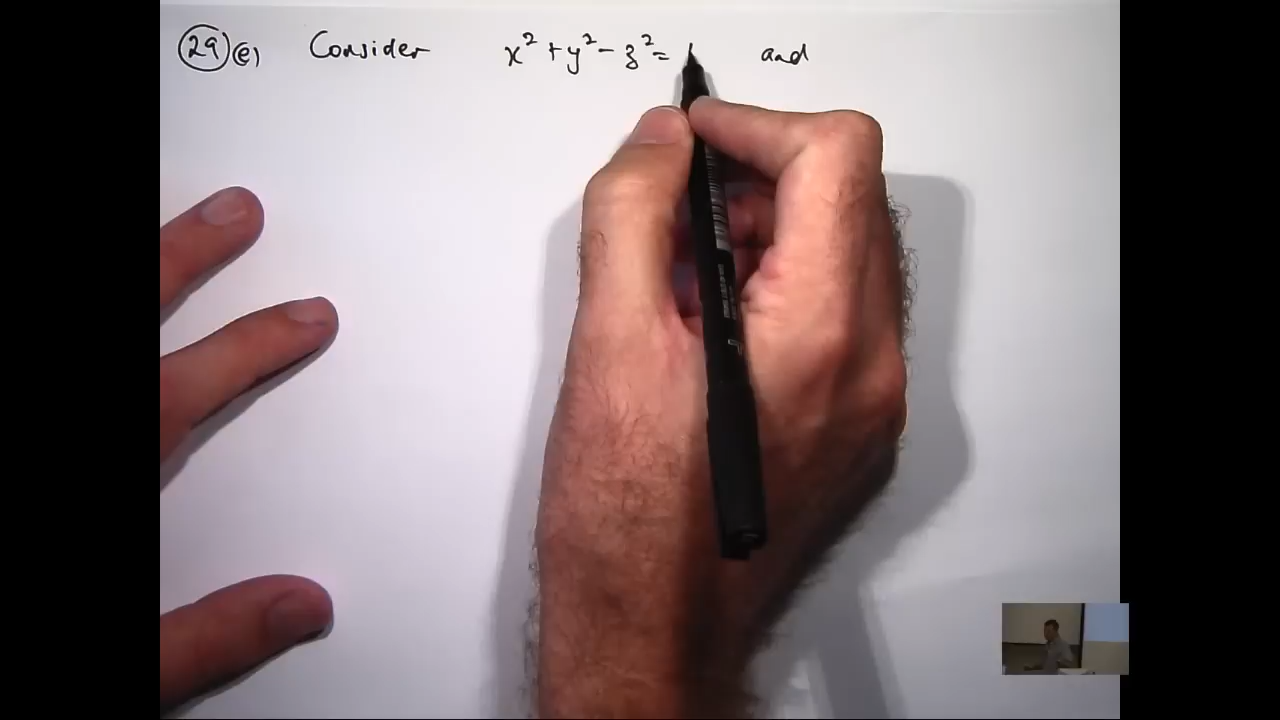 29 (e) Consider x² + y² - z² = 1 and